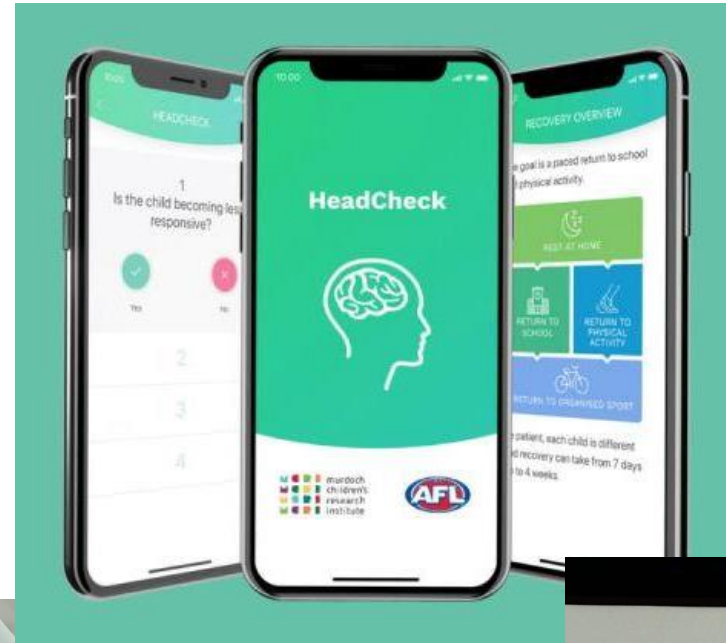 10:00
HEADCHECK
1
Is the child becoming less
responsive?
Yes
No
2
3
4
10:00
HeadCheck
murdoch
children's
research
institute
AFL
RECOVERY OVERVIEW
goal is a paced return to school
physical activity.
REST AT HOME
RETURN TO
SCHOOL
RETURN TO
PHYSICAL
ACTIVITY
RETURN TO ORGANISED SPORT
patient, each child is different
recovery can take from 7 days
to 4 weeks.